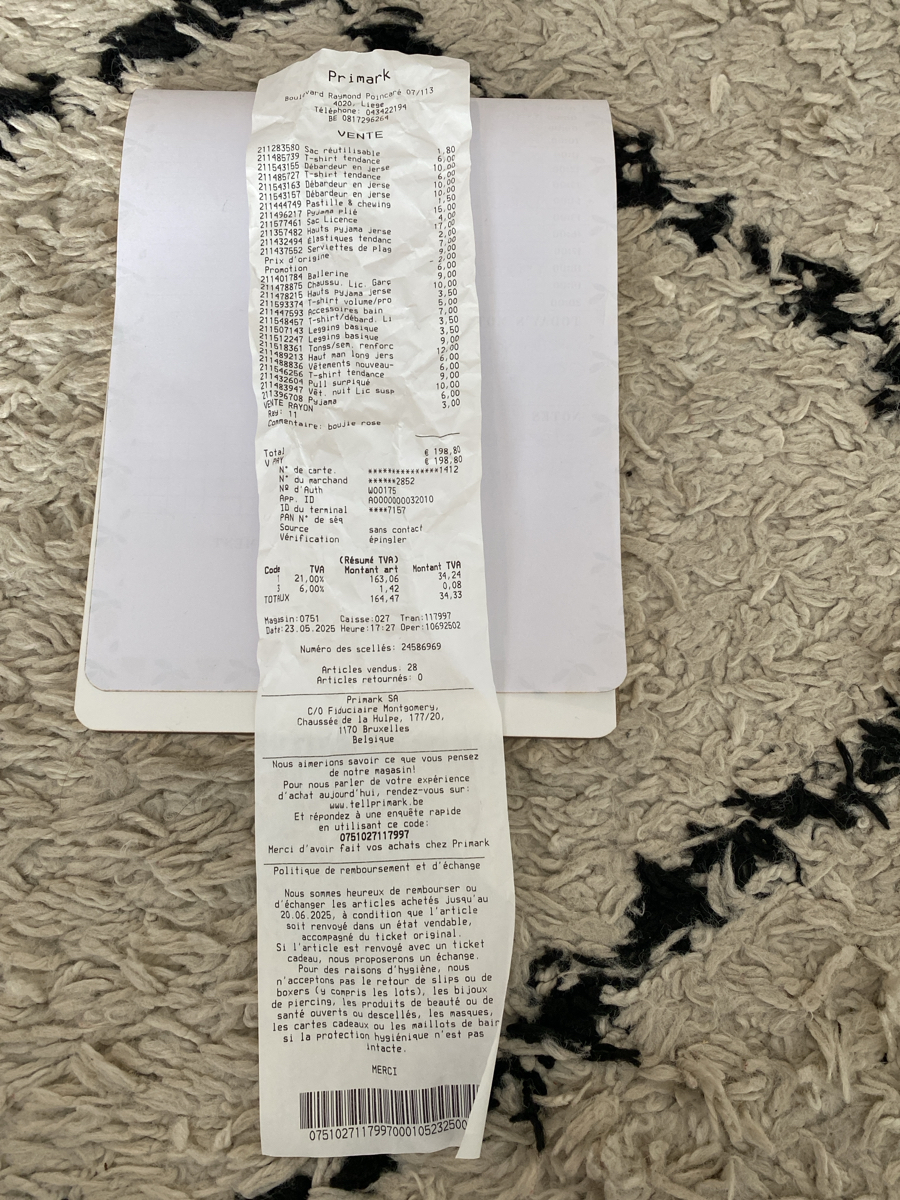 Primark
Boulevard Raymond Poincaré 07/113
4020, Liege
Téléphone: 043422194
BE 0817296264
VENTE
211283580 Sac réutilisable 1,80
211485739 T-shirt tendance 6,00
211543155 Débardeur en jerse 10,00
211485727 T-shirt tendance 6,00
211543163 Débardeur en jerse 10,00
211543157 Débardeur en jerse 10,00
211444749 Pastille & chewing 1,50
211496217 Pyjama plié 15,00
211577461 Sac Licence 4,00
211357482 Hauts pyjama jerse 17,00
211432494 Élastiques tendanc 2,00
211437552 Serviettes de plag 7,00
Prix d'origine 9,00
Promotion - 2,00
211401784 Ballerine 6,00
211478875 Chaussu. Lic. Garç 9,00
211478215 Hauts pyjama jerse 10,00
211593374 T-shirt volume/pro 3,50
211447593 Accessoires bain 5,00
211548457 T-shirt/débard. Li 7,00
211507143 Legging basique 3,50
211512247 Legging basique 3,50
211518361 Tongs/sem. renforc 9,00
211489213 Haut man long jers 12,00
211488836 Vêtements nouveau- 6,00
211546256 T-shirt tendance 6,00
211432604 Pull surpiqué 9,00
211483947 Vêt. nuit Lic susp 10,00
211396708 Pyjama 6,00
VENTE RAYON 3,00
Ray: 11
Commentaire: boujie rose
Total € 198,80
V PAY € 198,80
N° de carte. ***************1412
N° du marchand ******2852
Nº d'Auth W00175
App. ID A0000000032010
ID du terminal ****7157
PAN N° de séq
Source sans contact
Vérification épingler
(Résumé TVA)
Code TVA Montant art Montant TVA
1 21,00% 163,06 34,24
3 6,00% 1,42 0,08
TOTAUX 164,47 34,33
Magasin:0751 Caisse:027 Tran:117997
Date:23.05.2025 Heure:17:27 Oper:10692502
Numéro des scellés: 24586969
Articles vendus: 28
Articles retournés: 0
Primark SA
C/O Fiduciaire Montgomery,
Chaussée de la Hulpe, 177/20,
1170 Bruxelles
Belgique
Nous aimerions savoir ce que vous pensez
de notre magasin!
Pour nous parler de votre expérience
d'achat aujourd'hui, rendez-vous sur:
www.tellprimark.be
Et répondez à une enquête rapide
en utilisant ce code:
0751027117997
Merci d'avoir fait vos achats chez Primark
Politique de remboursement et d'échange
Nous sommes heureux de rembourser ou
d'échanger les articles achetés jusqu'au
20.06.2025, à condition que l'article
soit renvoyé dans un état vendable,
accompagné du ticket original.
Si l'article est renvoyé avec un ticket
cadeau, nous proposerons un échange.
Pour des raisons d'hygiène, nous
n'acceptons pas le retour de slips ou de
boxers (y compris les lots), les bijoux
de piercing, les produits de beauté ou de
santé ouverts ou descellés, les masques,
les cartes cadeaux ou les maillots de bain
si la protection hygiénique n'est pas
intacte.
MERCI
0751027117997000105232500